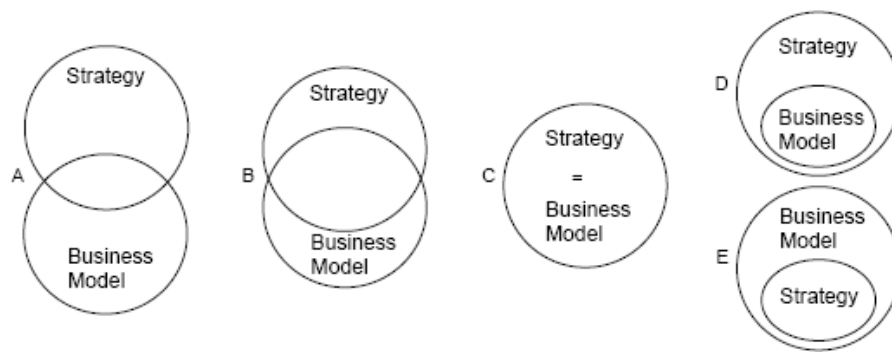 A
Strategy
Business
Model
B
Strategy
Business
Model
C
Strategy
=
Business
Model
D
Strategy
Business
Model
E
Business
Model
Strategy